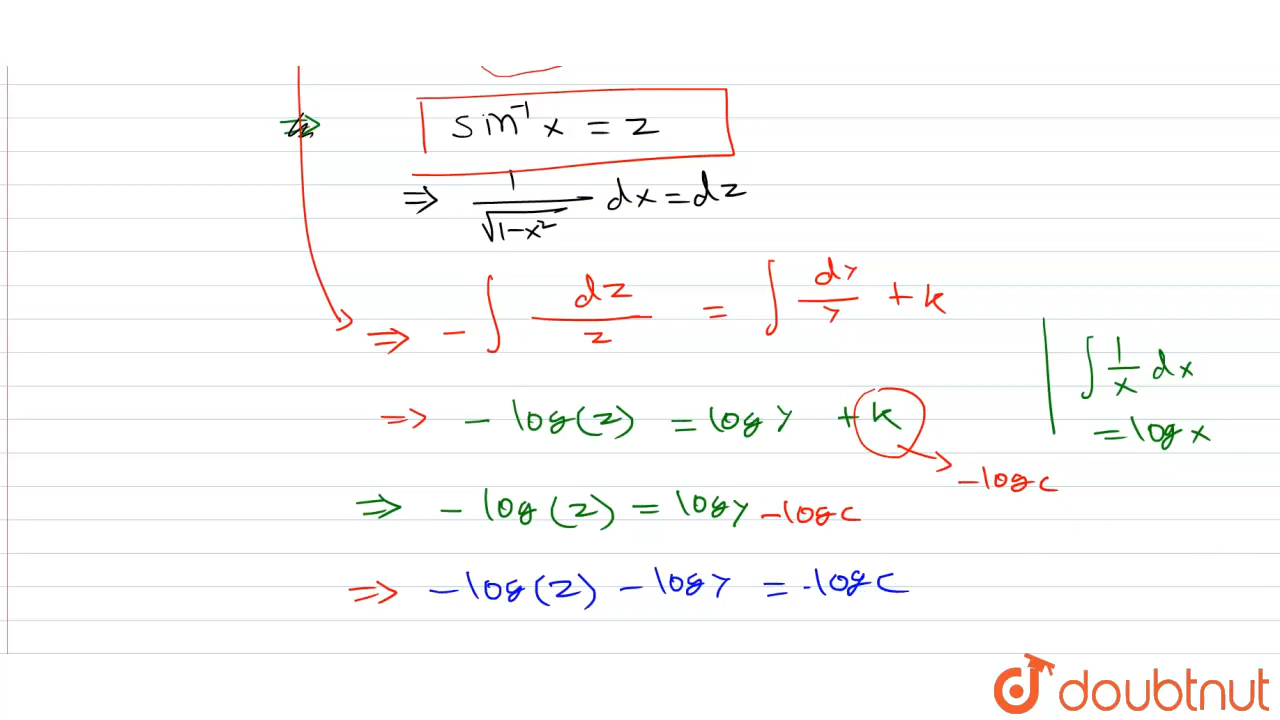 sin⁻¹ x = z
⇒ 1/√(1-x²) dx = dz
⇒ - ∫ dz/z = ∫ dy/y + k
⇒ - log(z) = log y + k
∫ 1/x dx
= log x
-log c
⇒ - log(z) = log y - log c
⇒ - log(z) - log y = - log c
doubtnut